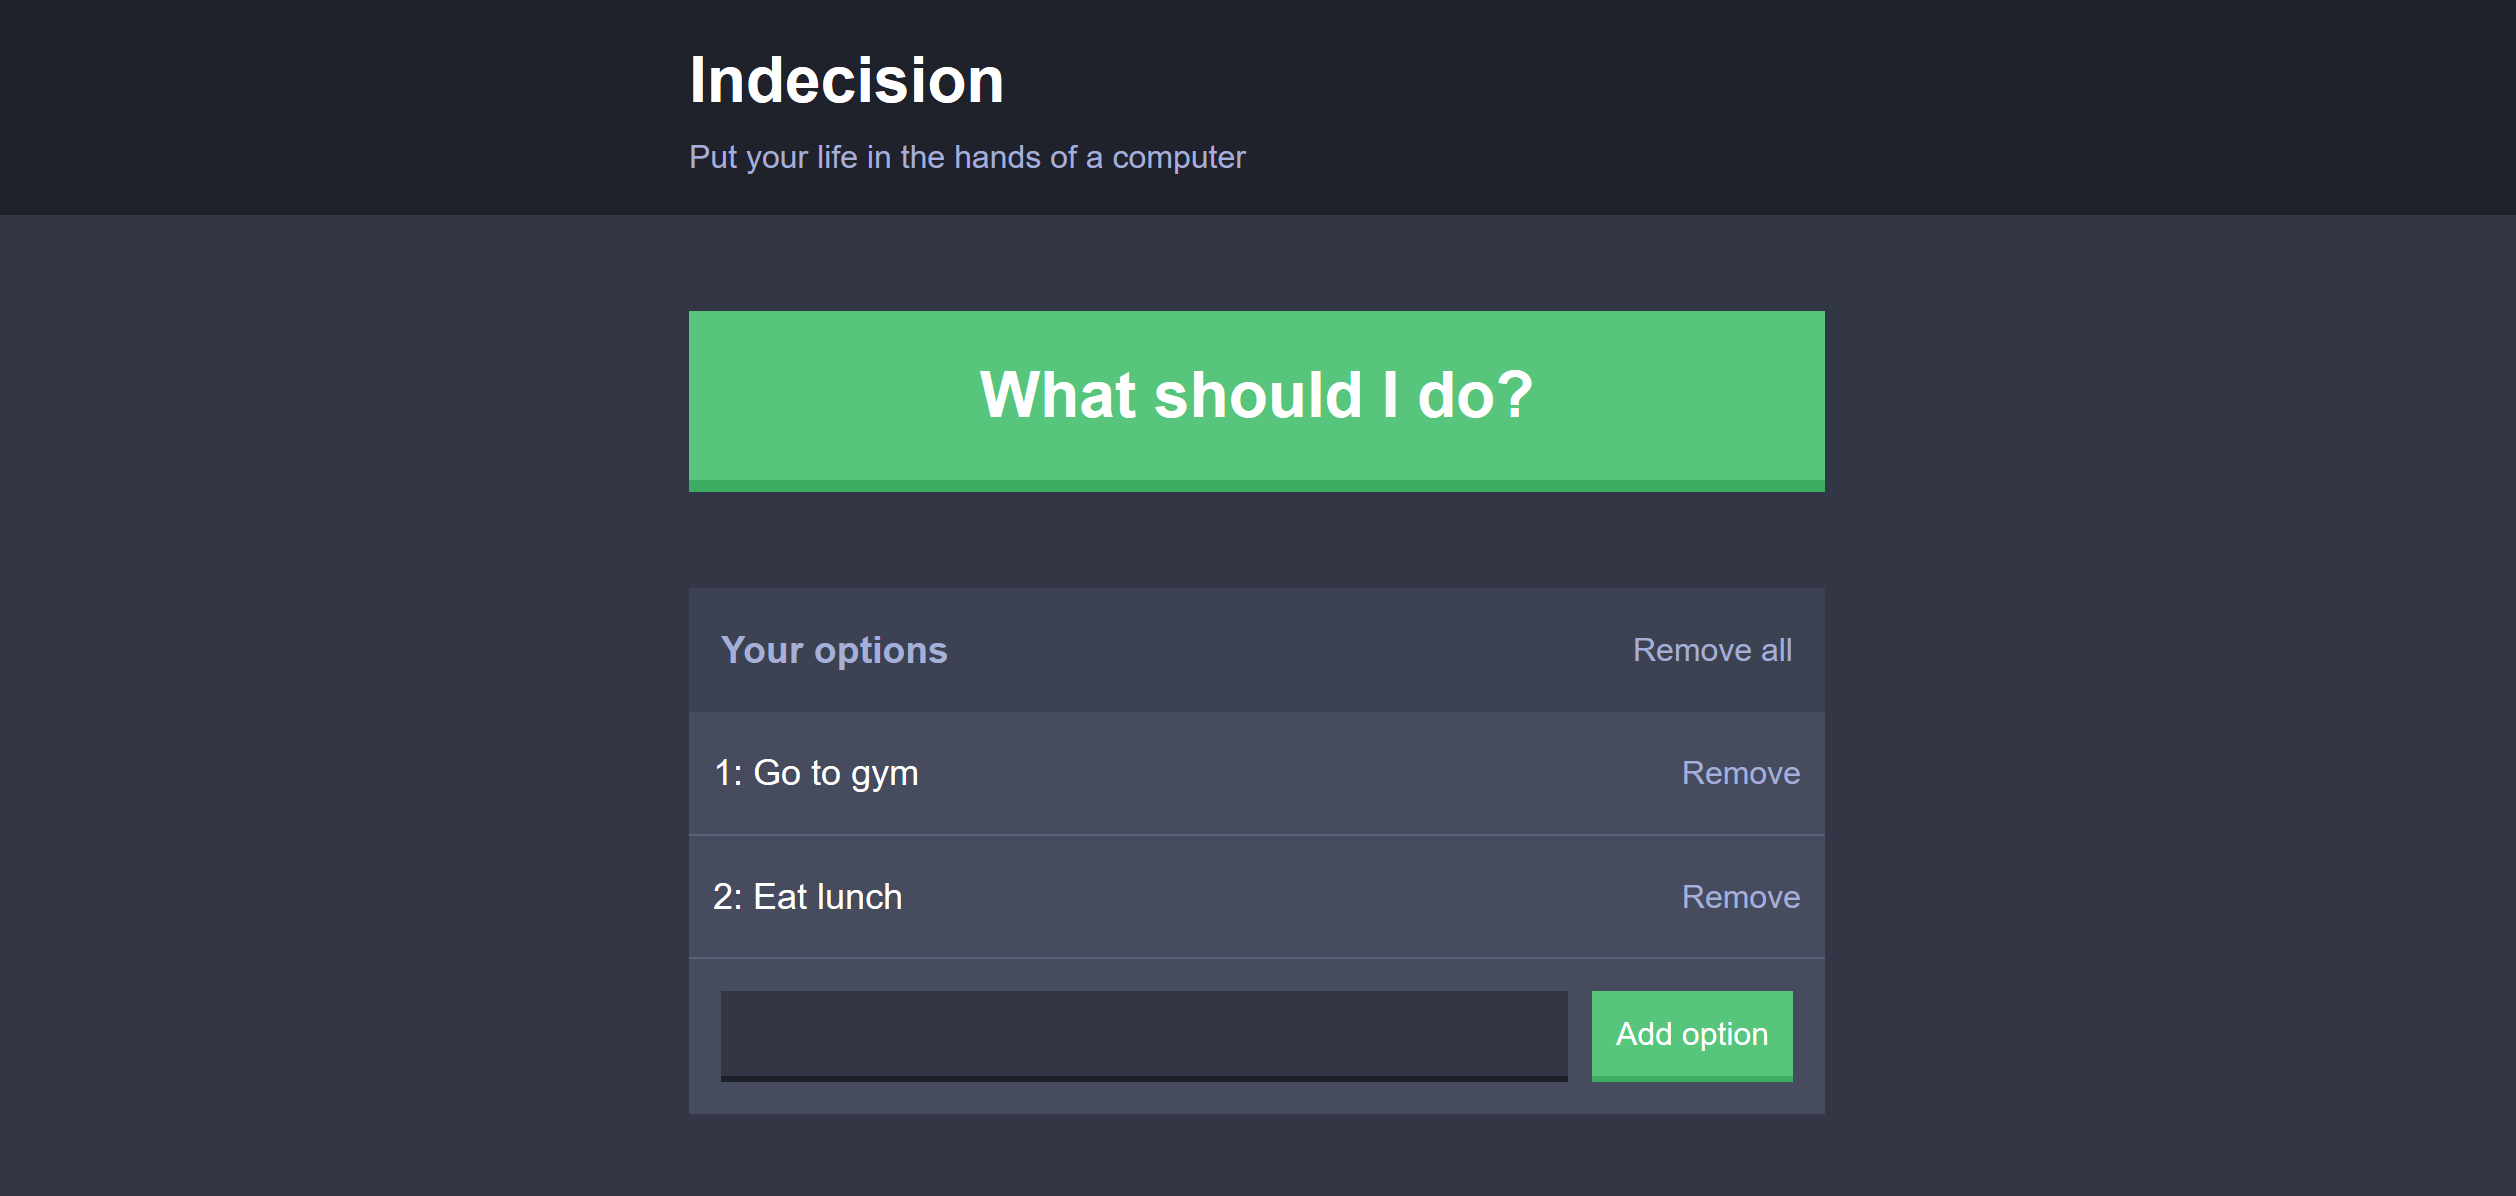 Indecision
Put your life in the hands of a computer
What should I do?
Your options
Remove all
1: Go to gym
Remove
2: Eat lunch
Remove
Add option